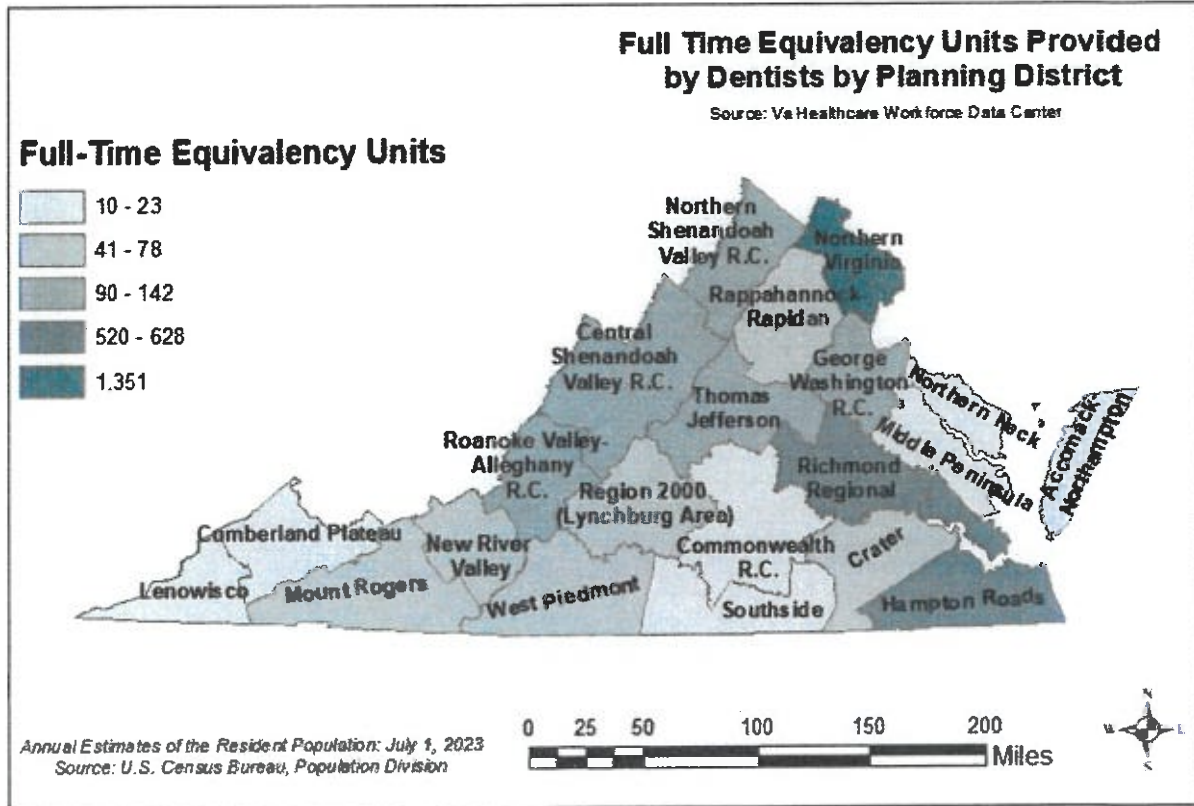 Full Time Equivalency Units Provided
by Dentists by Planning District
Source: Va Healthcare Workforce Data Center
Full-Time Equivalency Units
10 - 23
41 - 78
90 - 142
520 - 628
1.351
Northern
Shenandoah
Valley R.C.
Northern
Virginia
Rappahannock
Rapidan
Central
Shenandoah
Valley R.C.
George
Washington
R.C.
Northern Neck
Thomas
Jefferson
Middle Peninsula
Accomack
Northampton
Roanoke Valley-
Alleghany
R.C.
Richmond
Regional
Region 2000
(Lynchburg Area)
Cumberland Plateau
New River
Valley
Commonwealth
R.C.
Crater
Lenowisco
Mount Rogers
West Piedmont
Southside
Hampton Roads
Annual Estimates of the Resident Population: July 1, 2023
Source: U.S. Census Bureau, Population Division
0 25 50 100 150 200
Miles
N
W E
S